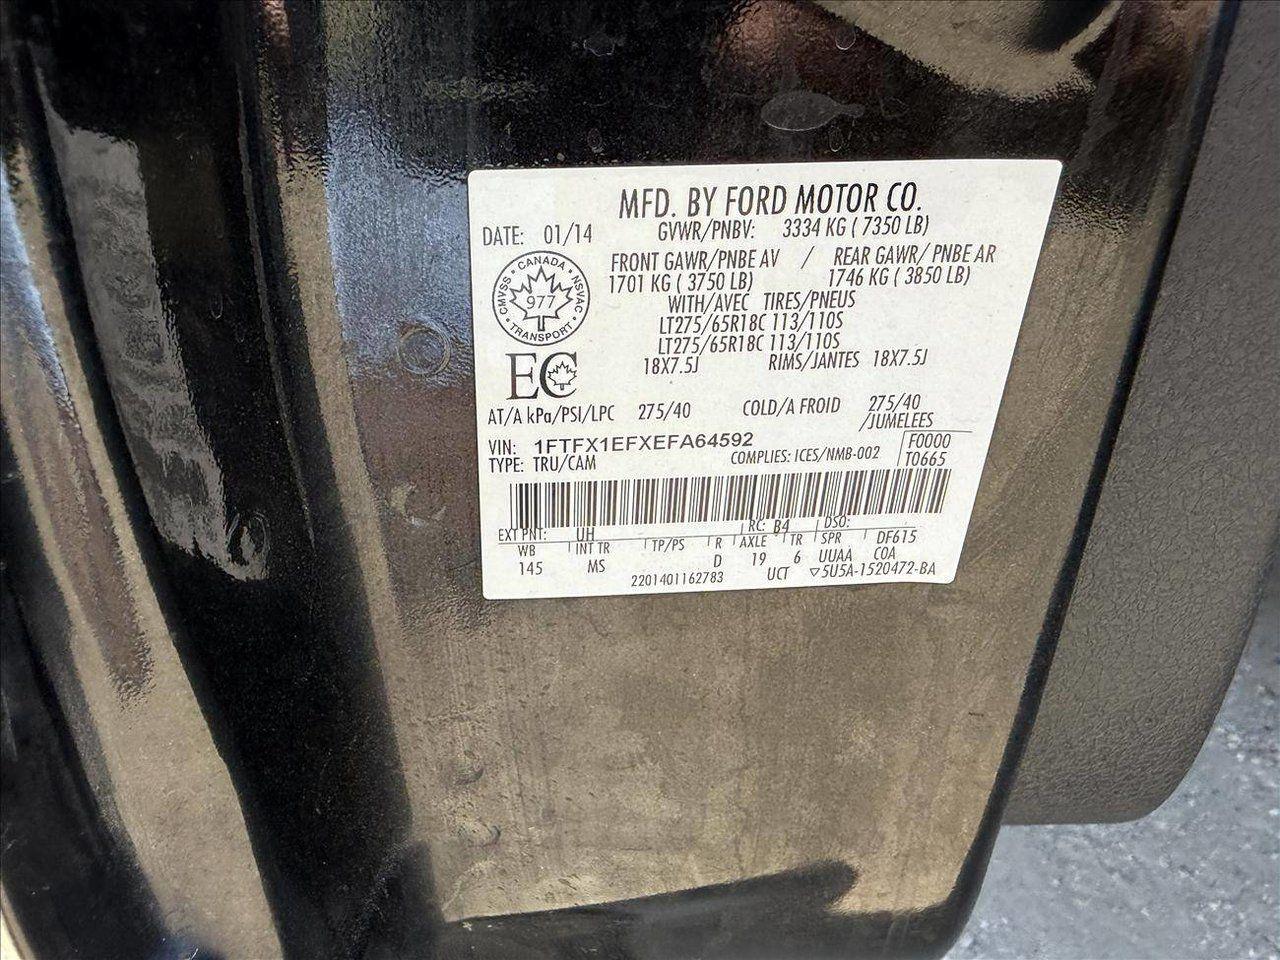 MFD. BY FORD MOTOR CO.
DATE: 01/14 GVWR/PNBV: 3334 KG ( 7350 LB)
FRONT GAWR/PNBE AV / REAR GAWR/ PNBE AR
1701 KG ( 3750 LB) 1746 KG ( 3850 LB)
WITH/AVEC TIRES/PNEUS
LT275/65R18C 113/110S
LT275/65R18C 113/110S
18X7.5J RIMS/JANTES 18X7.5J
CMVSS · CANADA · NSVAC
977
· TRANSPORT ·
EC
AT/A kPa/PSI/LPC 275/40 COLD/A FROID 275/40
/JUMELEES
VIN: 1FTFX1EFXEFA64592 F0000
TYPE: TRU/CAM COMPLIES: ICES/NMB-002 T0665
EXT PNT: UH RC: B4 DSO:
WB INT TR TP/PS R AXLE TR SPR DF615
145 MS D 19 6 UUAA COA
2201401162783 UCT ▽5U5A-1520472-BA